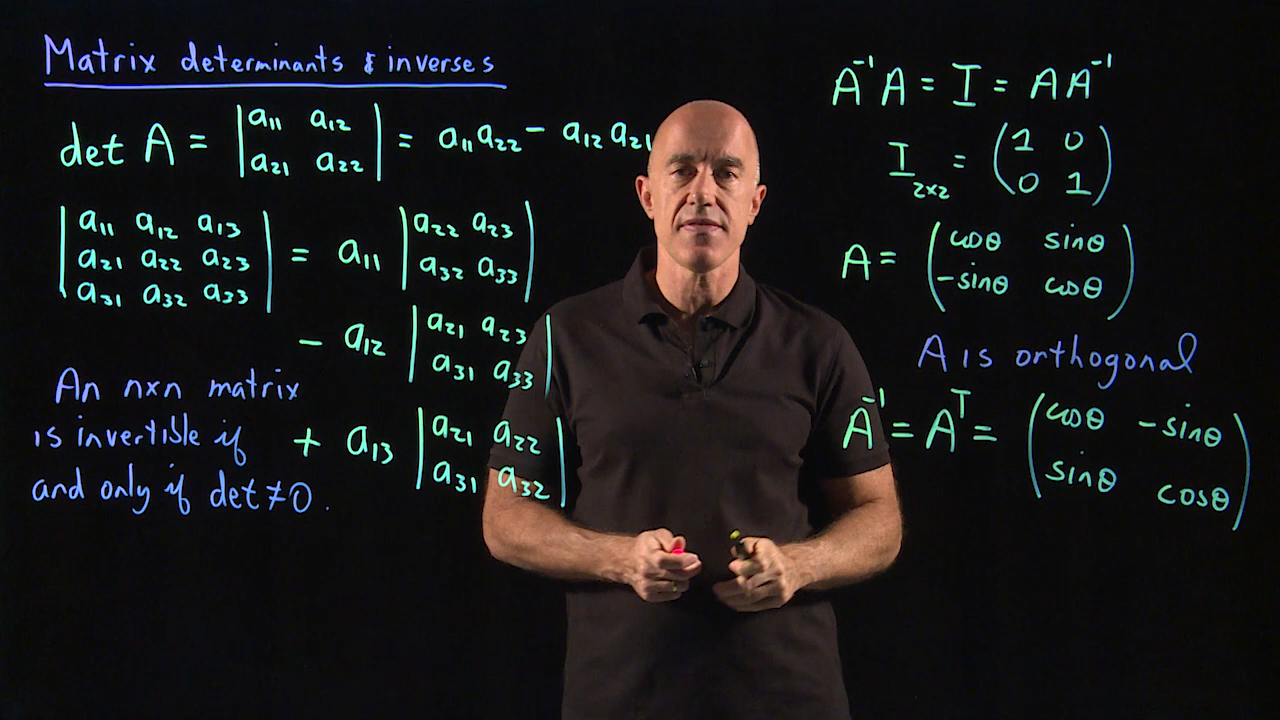 Matrix determinants & inverses
det A = | a₁₁ a₁₂ | = a₁₁a₂₂ − a₁₂a₂₁
| a₂₁ a₂₂ |
| a₁₁ a₁₂ a₁₃ | = a₁₁ | a₂₂ a₂₃ |
| a₂₁ a₂₂ a₂₃ | | a₃₂ a₃₃ |
| a₃₁ a₃₂ a₃₃ |
− a₁₂ | a₂₁ a₂₃ |
| a₃₁ a₃₃ |
+ a₁₃ | a₂₁ a₂₂ |
| a₃₁ a₃₂ |
An n×n matrix
is invertible if
and only if det ≠ 0.
A⁻¹A = I = AA⁻¹
I₂ₓ₂ = ( 1 0 )
( 0 1 )
A = ( cosθ sinθ )
( −sinθ cosθ )
A is orthogonal
A⁻¹ = Aᵀ = ( cosθ −sinθ )
( sinθ cosθ )